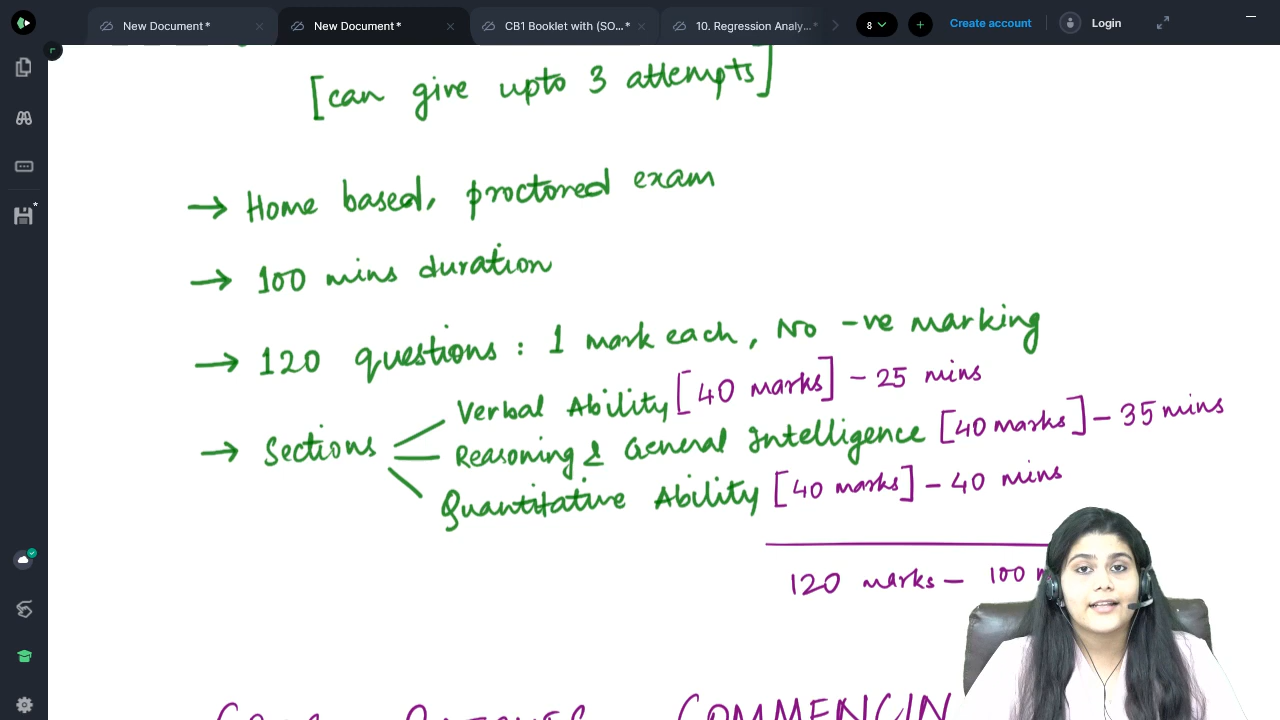 New Document*
New Document*
CB1 Booklet with (SO...*
10. Regression Analy...*
8
Create account
Login
[can give upto 3 attempts]
→ Home based, proctored exam
→ 100 mins duration
→ 120 questions : 1 mark each, No -ve marking
→ Sections
Verbal Ability [40 marks] - 25 mins
Reasoning & General Intelligence [40 marks] - 35 mins
Quantitative Ability [40 marks] - 40 mins
120 marks - 100 m
COMMENCIN